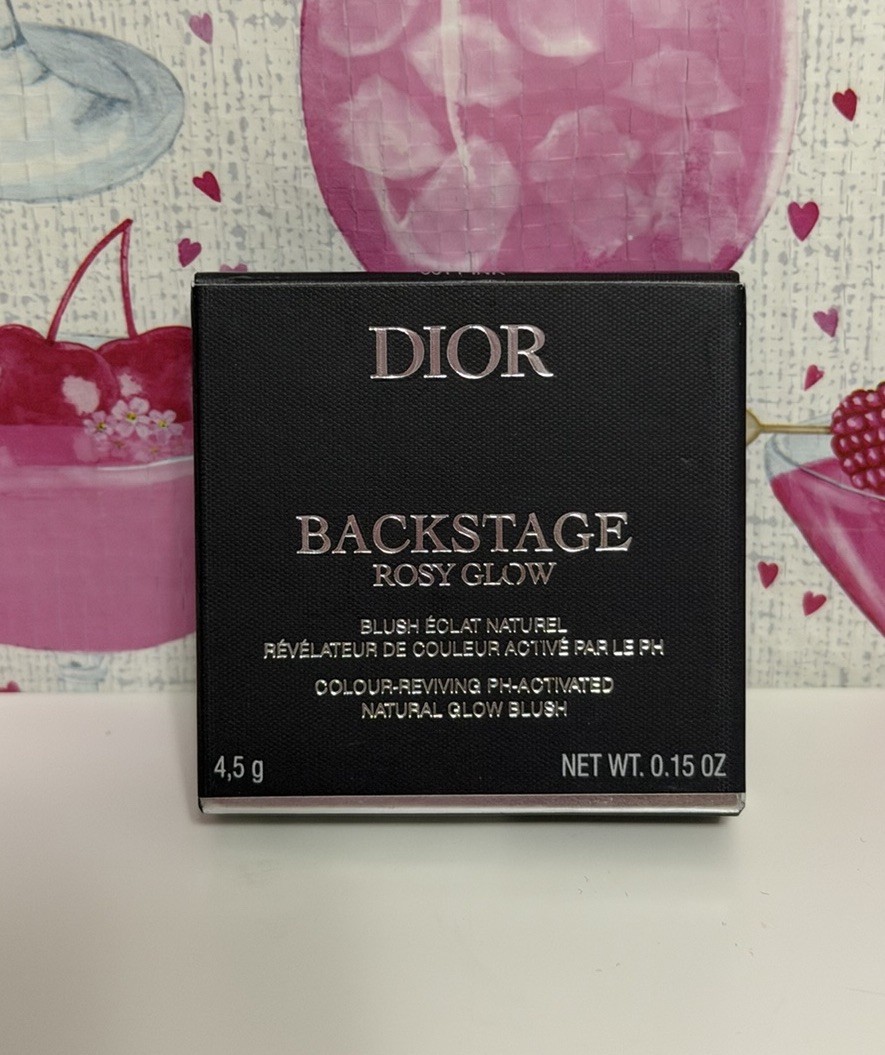 DIOR
BACKSTAGE
ROSY GLOW
BLUSH ÉCLAT NATUREL
RÉVÉLATEUR DE COULEUR ACTIVÉ PAR LE PH
COLOUR-REVIVING PH-ACTIVATED
NATURAL GLOW BLUSH
4,5 g NET WT. 0.15 OZ